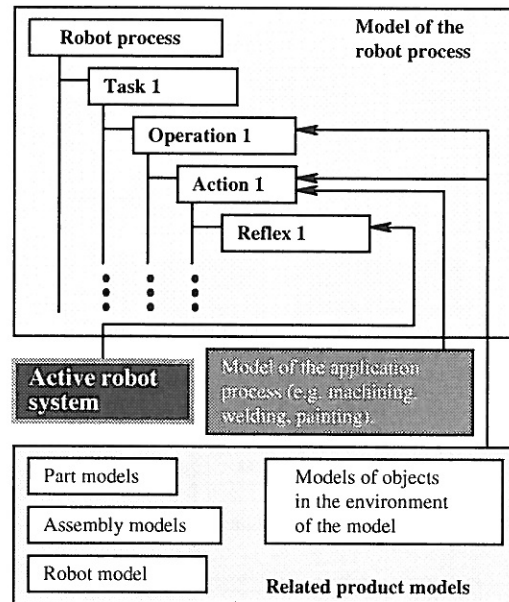 Model of the
robot process
Robot process
Task 1
Operation 1
Action 1
Reflex 1
Active robot
system
Model of the application
process (e.g. machining,
welding, painting).
Part models
Assembly models
Robot model
Models of objects
in the environment
of the model
Related product models